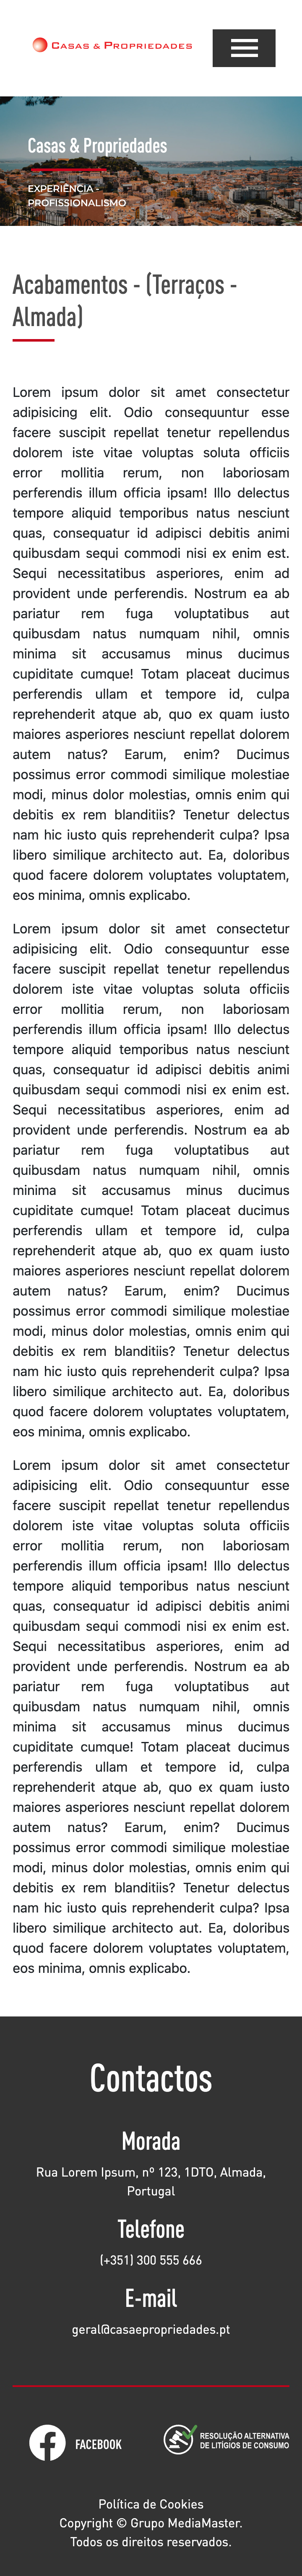 CASAS & PROPRIEDADES
Casas & Propriedades
EXPERIÊNCIA -
PROFISSIONALISMO
Acabamentos - (Terraços -
Almada)
Lorem ipsum dolor sit amet consectetur
adipisicing elit. Odio consequuntur esse
facere suscipit repellat tenetur repellendus
dolorem iste vitae voluptas soluta officiis
error mollitia rerum, non laboriosam
perferendis illum officia ipsam! Illo delectus
tempore aliquid temporibus natus nesciunt
quas, consequatur id adipisci debitis animi
quibusdam sequi commodi nisi ex enim est.
Sequi necessitatibus asperiores, enim ad
provident unde perferendis. Nostrum ea ab
pariatur rem fuga voluptatibus aut
quibusdam natus numquam nihil, omnis
minima sit accusamus minus ducimus
cupiditate cumque! Totam placeat ducimus
perferendis ullam et tempore id, culpa
reprehenderit atque ab, quo ex quam iusto
maiores asperiores nesciunt repellat dolorem
autem natus? Earum, enim? Ducimus
possimus error commodi similique molestiae
modi, minus dolor molestias, omnis enim qui
debitis ex rem blanditiis? Tenetur delectus
nam hic iusto quis reprehenderit culpa? Ipsa
libero similique architecto aut. Ea, doloribus
quod facere dolorem voluptates voluptatem,
eos minima, omnis explicabo.
Lorem ipsum dolor sit amet consectetur
adipisicing elit. Odio consequuntur esse
facere suscipit repellat tenetur repellendus
dolorem iste vitae voluptas soluta officiis
error mollitia rerum, non laboriosam
perferendis illum officia ipsam! Illo delectus
tempore aliquid temporibus natus nesciunt
quas, consequatur id adipisci debitis animi
quibusdam sequi commodi nisi ex enim est.
Sequi necessitatibus asperiores, enim ad
provident unde perferendis. Nostrum ea ab
pariatur rem fuga voluptatibus aut
quibusdam natus numquam nihil, omnis
minima sit accusamus minus ducimus
cupiditate cumque! Totam placeat ducimus
perferendis ullam et tempore id, culpa
reprehenderit atque ab, quo ex quam iusto
maiores asperiores nesciunt repellat dolorem
autem natus? Earum, enim? Ducimus
possimus error commodi similique molestiae
modi, minus dolor molestias, omnis enim qui
debitis ex rem blanditiis? Tenetur delectus
nam hic iusto quis reprehenderit culpa? Ipsa
libero similique architecto aut. Ea, doloribus
quod facere dolorem voluptates voluptatem,
eos minima, omnis explicabo.
Lorem ipsum dolor sit amet consectetur
adipisicing elit. Odio consequuntur esse
facere suscipit repellat tenetur repellendus
dolorem iste vitae voluptas soluta officiis
error mollitia rerum, non laboriosam
perferendis illum officia ipsam! Illo delectus
tempore aliquid temporibus natus nesciunt
quas, consequatur id adipisci debitis animi
quibusdam sequi commodi nisi ex enim est.
Sequi necessitatibus asperiores, enim ad
provident unde perferendis. Nostrum ea ab
pariatur rem fuga voluptatibus aut
quibusdam natus numquam nihil, omnis
minima sit accusamus minus ducimus
cupiditate cumque! Totam placeat ducimus
perferendis ullam et tempore id, culpa
reprehenderit atque ab, quo ex quam iusto
maiores asperiores nesciunt repellat dolorem
autem natus? Earum, enim? Ducimus
possimus error commodi similique molestiae
modi, minus dolor molestias, omnis enim qui
debitis ex rem blanditiis? Tenetur delectus
nam hic iusto quis reprehenderit culpa? Ipsa
libero similique architecto aut. Ea, doloribus
quod facere dolorem voluptates voluptatem,
eos minima, omnis explicabo.
Contactos
Morada
Rua Lorem Ipsum, nº 123, 1DTO, Almada,
Portugal
Telefone
(+351) 300 555 666
E-mail
geral@casaepropriedades.pt
FACEBOOK
RESOLUÇÃO ALTERNATIVA
DE LITÍGIOS DE CONSUMO
Política de Cookies
Copyright © Grupo MediaMaster.
Todos os direitos reservados.